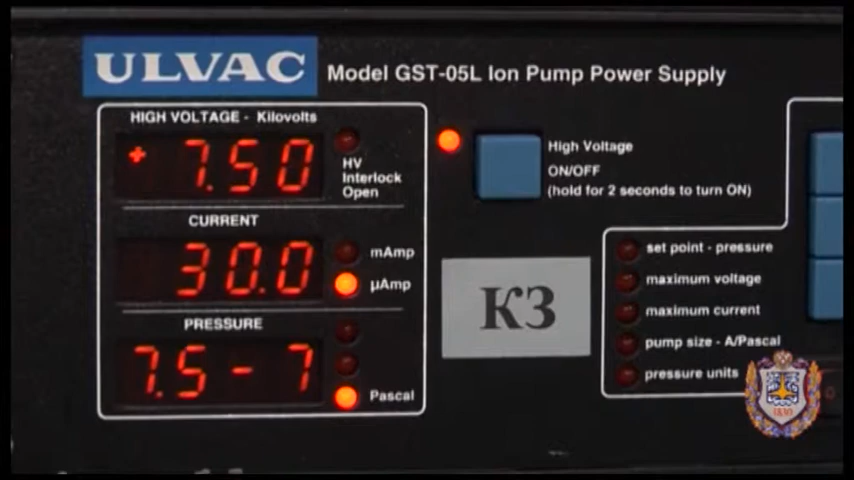 ULVAC
Model GST-05L Ion Pump Power Supply
HIGH VOLTAGE - Kilovolts
+ 7.50
HV
Interlock
Open
High Voltage
ON/OFF
(hold for 2 seconds to turn ON)
CURRENT
30.0
mAmp
µAmp
КЗ
set point - pressure
maximum voltage
maximum current
pump size - A/Pascal
pressure units
PRESSURE
7.5 - 7
Pascal
1830